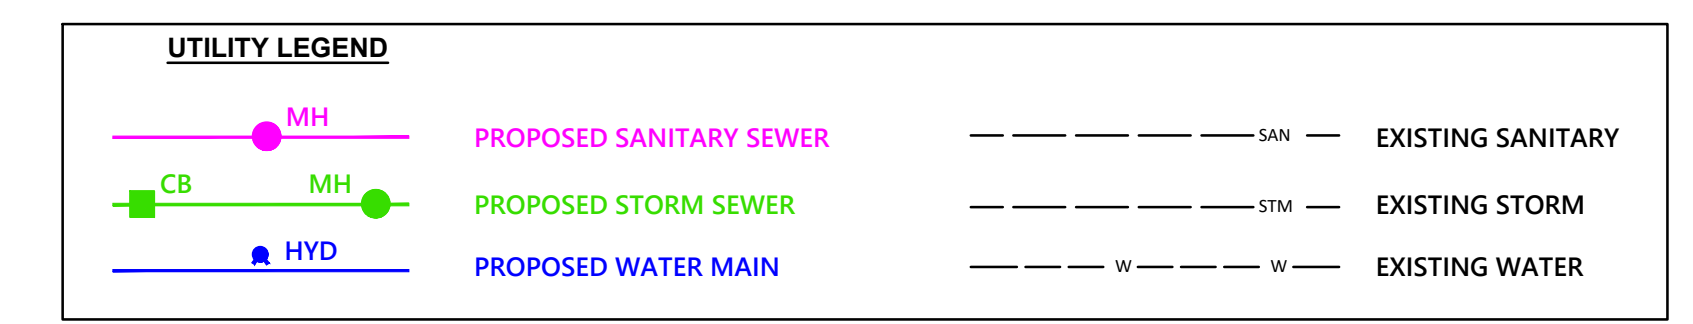 UTILITY LEGEND
MH
PROPOSED SANITARY SEWER
SAN
EXISTING SANITARY
CB
MH
PROPOSED STORM SEWER
STM
EXISTING STORM
HYD
PROPOSED WATER MAIN
W
W
EXISTING WATER